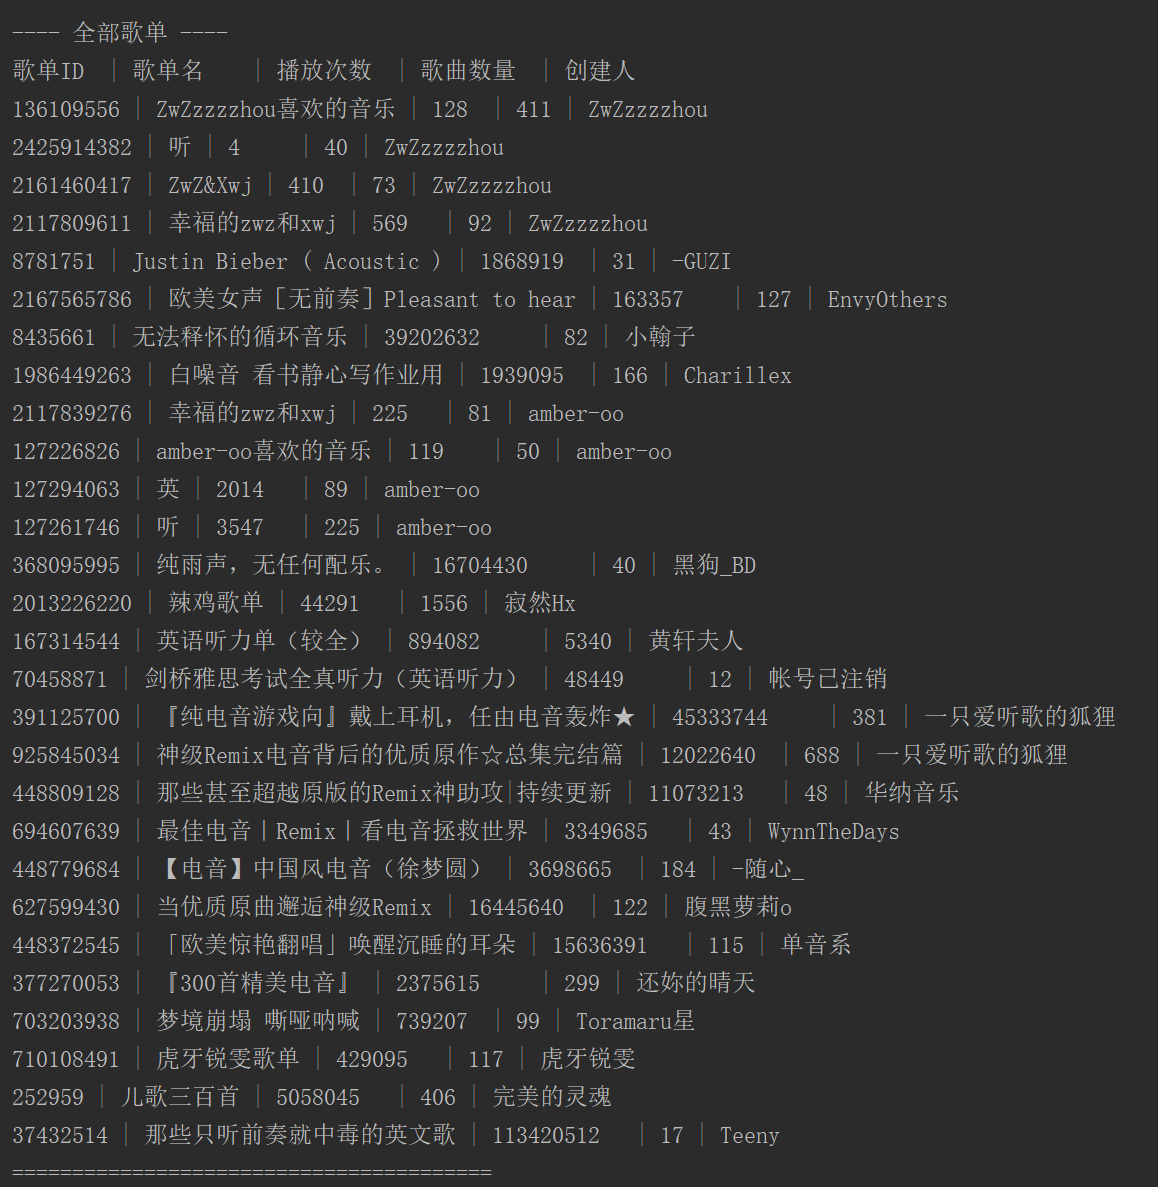 ---- 全部歌单 ----
歌单ID | 歌单名 | 播放次数 | 歌曲数量 | 创建人
136109556 | ZwZzzzzhou喜欢的音乐 | 128 | 411 | ZwZzzzzhou
2425914382 | 听 | 4 | 40 | ZwZzzzzhou
2161460417 | ZwZ&Xwj | 410 | 73 | ZwZzzzzhou
2117809611 | 幸福的zwz和xwj | 569 | 92 | ZwZzzzzhou
8781751 | Justin Bieber ( Acoustic ) | 1868919 | 31 | -GUZI
2167565786 | 欧美女声［无前奏］Pleasant to hear | 163357 | 127 | EnvyOthers
8435661 | 无法释怀的循环音乐 | 39202632 | 82 | 小翰子
1986449263 | 白噪音 看书静心写作业用 | 1939095 | 166 | Charillex
2117839276 | 幸福的zwz和xwj | 225 | 81 | amber-oo
127226826 | amber-oo喜欢的音乐 | 119 | 50 | amber-oo
127294063 | 英 | 2014 | 89 | amber-oo
127261746 | 听 | 3547 | 225 | amber-oo
368095995 | 纯雨声，无任何配乐。 | 16704430 | 40 | 黑狗_BD
2013226220 | 辣鸡歌单 | 44291 | 1556 | 寂然Hx
167314544 | 英语听力单（较全） | 894082 | 5340 | 黄轩夫人
70458871 | 剑桥雅思考试全真听力（英语听力） | 48449 | 12 | 帐号已注销
391125700 | 『纯电音游戏向』戴上耳机，任由电音轰炸★ | 45333744 | 381 | 一只爱听歌的狐狸
925845034 | 神级Remix电音背后的优质原作☆总集完结篇 | 12022640 | 688 | 一只爱听歌的狐狸
448809128 | 那些甚至超越原版的Remix神助攻|持续更新 | 11073213 | 48 | 华纳音乐
694607639 | 最佳电音丨Remix丨看电音拯救世界 | 3349685 | 43 | WynnTheDays
448779684 | 【电音】中国风电音（徐梦圆） | 3698665 | 184 | -随心_
627599430 | 当优质原曲邂逅神级Remix | 16445640 | 122 | 腹黑萝莉o
448372545 | 「欧美惊艳翻唱」唤醒沉睡的耳朵 | 15636391 | 115 | 单音系
377270053 | 『300首精美电音』 | 2375615 | 299 | 还妳的晴天
703203938 | 梦境崩塌 嘶哑呐喊 | 739207 | 99 | Toramaru星
710108491 | 虎牙锐雯歌单 | 429095 | 117 | 虎牙锐雯
252959 | 儿歌三百首 | 5058045 | 406 | 完美的灵魂
37432514 | 那些只听前奏就中毒的英文歌 | 113420512 | 17 | Teeny
========================================